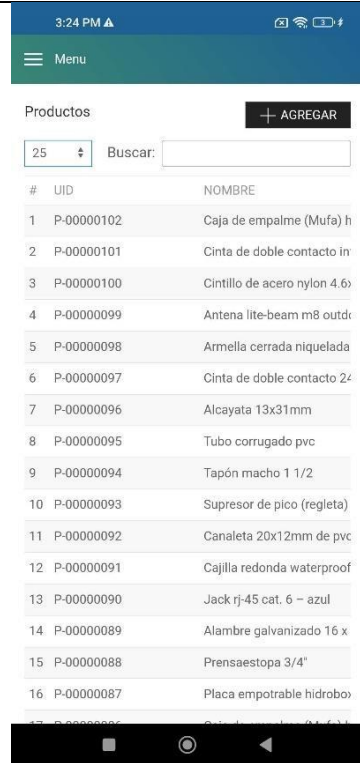 3:24 PM
Menu
Productos
AGREGAR
25 Buscar:
# UID NOMBRE
1 P-00000102 Caja de empalme (Mufa) h
2 P-00000101 Cinta de doble contacto in
3 P-00000100 Cintillo de acero nylon 4.6x
4 P-00000099 Antena lite-beam m8 outdo
5 P-00000098 Armella cerrada niquelada
6 P-00000097 Cinta de doble contacto 24
7 P-00000096 Alcayata 13x31mm
8 P-00000095 Tubo corrugado pvc
9 P-00000094 Tapón macho 1 1/2
10 P-00000093 Supresor de pico (regleta)
11 P-00000092 Canaleta 20x12mm de pvc
12 P-00000091 Cajilla redonda waterproof
13 P-00000090 Jack rj-45 cat. 6 – azul
14 P-00000089 Alambre galvanizado 16 x
15 P-00000088 Prensaestopa 3/4"
16 P-00000087 Placa empotrable hidrobox